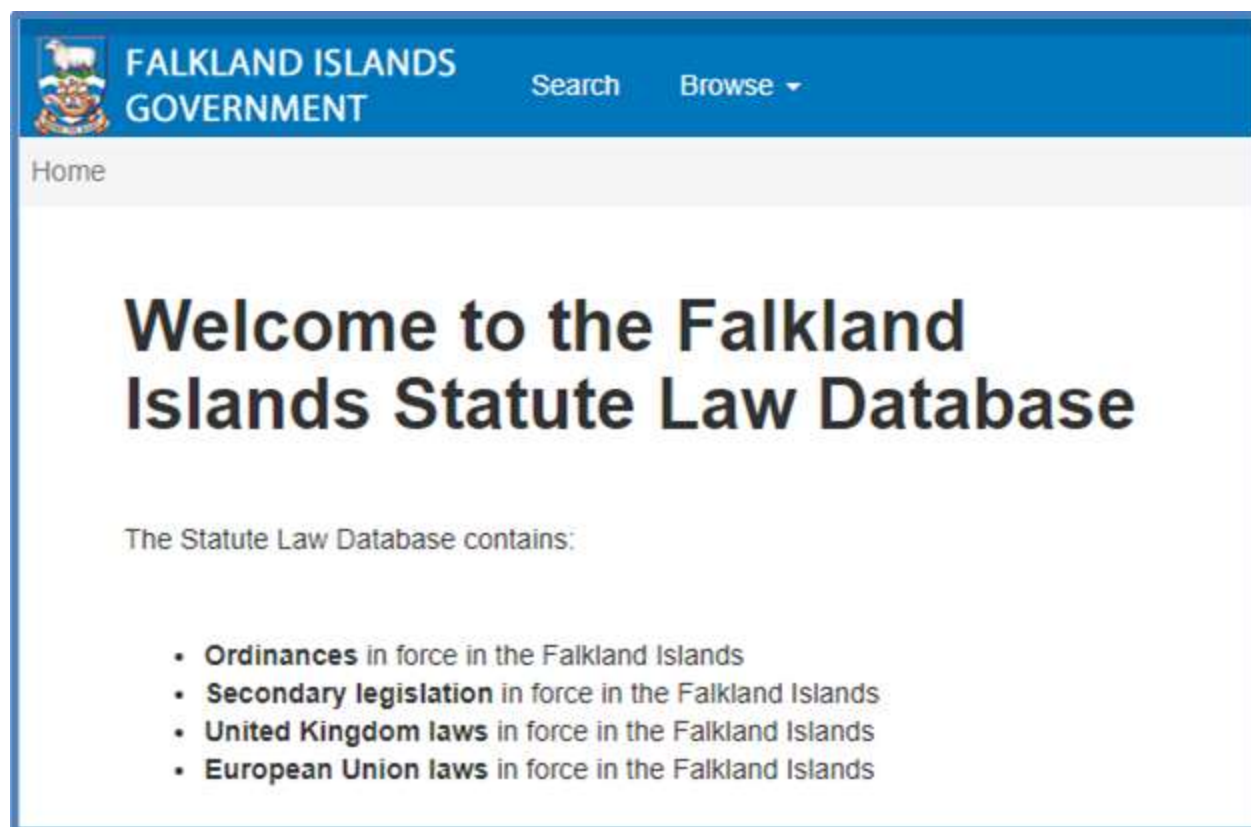 FALKLAND ISLANDS
GOVERNMENT
Search
Browse
Home
Welcome to the Falkland
Islands Statute Law Database
The Statute Law Database contains:
• Ordinances in force in the Falkland Islands
• Secondary legislation in force in the Falkland Islands
• United Kingdom laws in force in the Falkland Islands
• European Union laws in force in the Falkland Islands